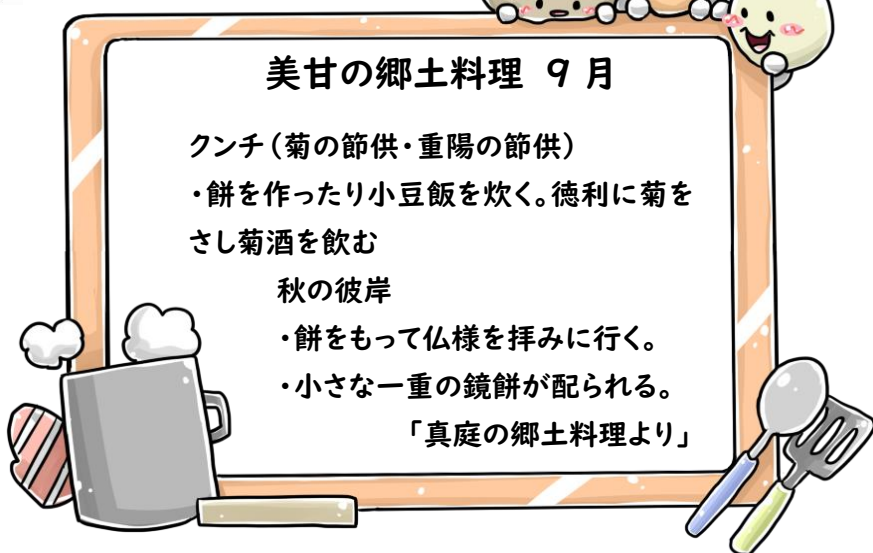 美甘の郷土料理 9月
クンチ（菊の節供・重陽の節供）
・餅を作ったり小豆飯を炊く。徳利に菊を
さし菊酒を飲む
秋の彼岸
・餅をもって仏様を拝みに行く。
・小さな一重の鏡餅が配られる。
「真庭の郷土料理より」